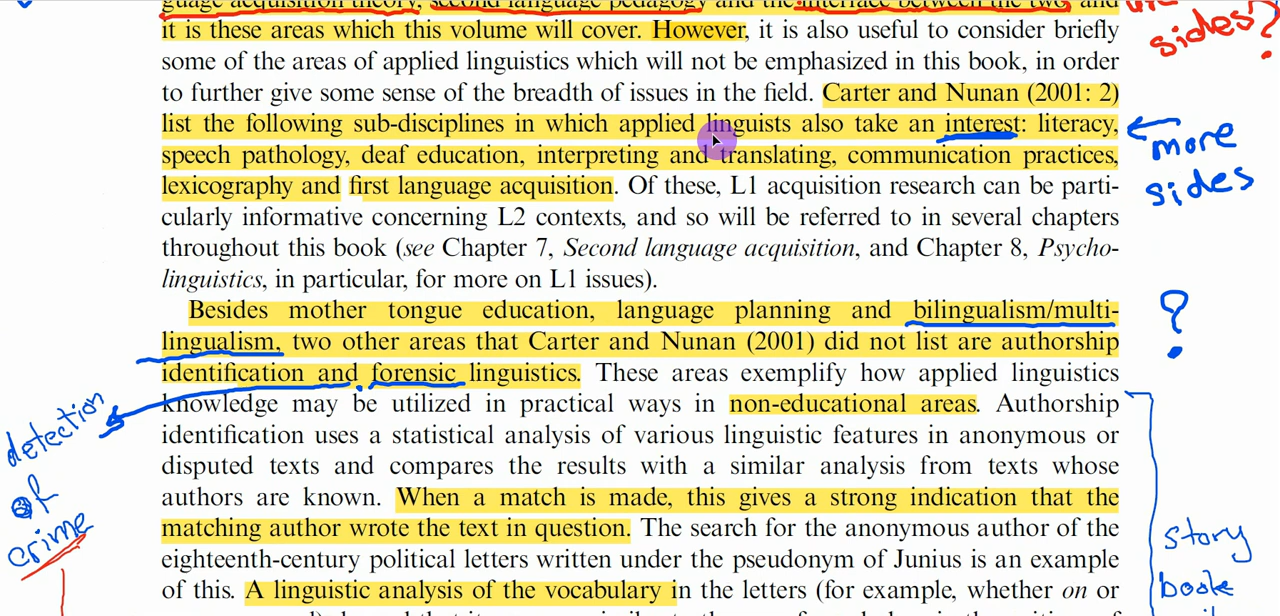 guage acquisition theory, second language pedagogy and the interface between the two, and
it is these areas which this volume will cover. However, it is also useful to consider briefly
sides?
some of the areas of applied linguistics which will not be emphasized in this book, in order
to further give some sense of the breadth of issues in the field. Carter and Nunan (2001: 2)
list the following sub-disciplines in which applied linguists also take an interest: literacy,
more
speech pathology, deaf education, interpreting and translating, communication practices,
lexicography and first language acquisition. Of these, L1 acquisition research can be parti-
sides
cularly informative concerning L2 contexts, and so will be referred to in several chapters
throughout this book (see Chapter 7, Second language acquisition, and Chapter 8, Psycho-
linguistics, in particular, for more on L1 issues).
Besides mother tongue education, language planning and bilingualism/multi-
?
lingualism, two other areas that Carter and Nunan (2001) did not list are authorship
identification and forensic linguistics. These areas exemplify how applied linguistics
knowledge may be utilized in practical ways in non-educational areas. Authorship
detection
identification uses a statistical analysis of various linguistic features in anonymous or
disputed texts and compares the results with a similar analysis from texts whose
of
authors are known. When a match is made, this gives a strong indication that the
matching author wrote the text in question. The search for the anonymous author of the
crime
story
eighteenth-century political letters written under the pseudonym of Junius is an example
of this. A linguistic analysis of the vocabulary in the letters (for example, whether on or
book